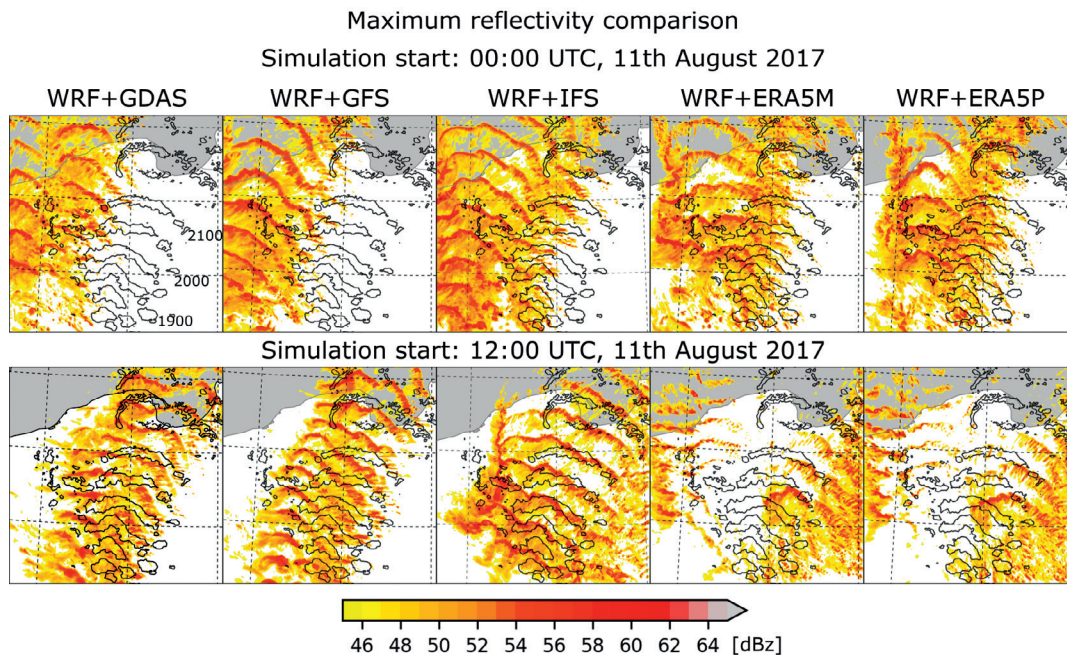 Maximum reflectivity comparison
Simulation start: 00:00 UTC, 11th August 2017
WRF+GDAS WRF+GFS WRF+IFS WRF+ERA5M WRF+ERA5P
2100
2000
1900
Simulation start: 12:00 UTC, 11th August 2017
46 48 50 52 54 56 58 60 62 64 [dBz]